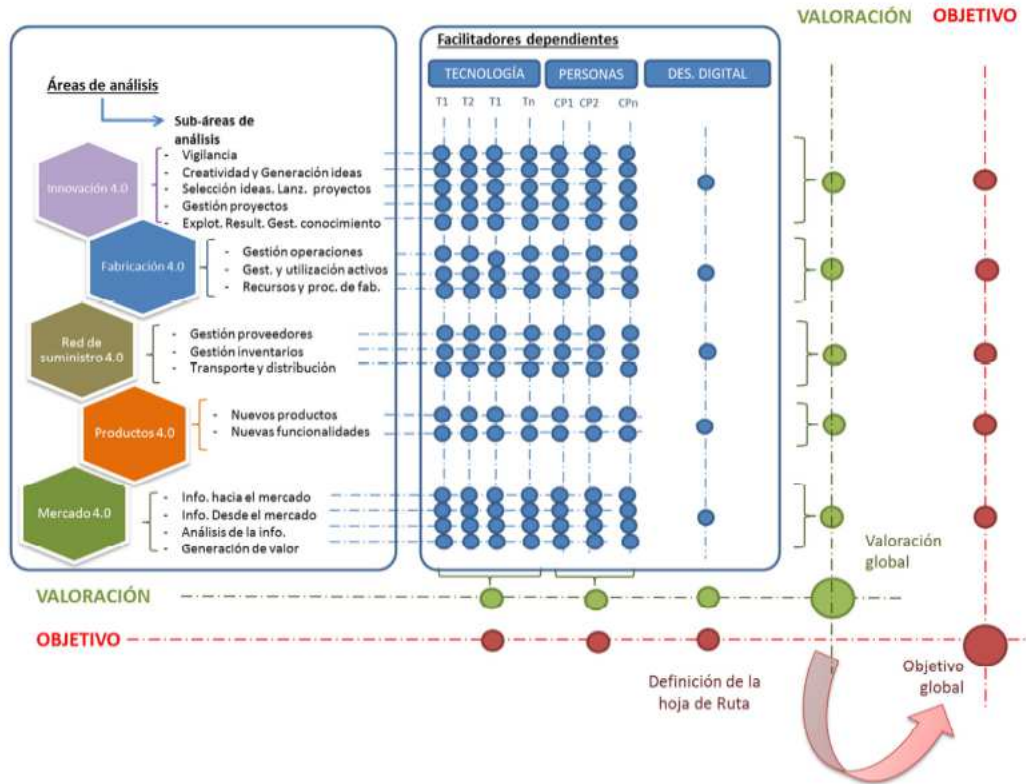 VALORACIÓN
OBJETIVO
Facilitadores dependientes
TECNOLOGÍA
PERSONAS
DES. DIGITAL
T1 T2 T1 Tn CP1 CP2 CPn
Áreas de análisis
Sub-áreas de
análisis
Innovación 4.0
- Vigilancia
- Creatividad y Generación ideas
- Selección ideas. Lanz. proyectos
- Gestión proyectos
- Explot. Result. Gest. conocimiento
Fabricación 4.0
- Gestión operaciones
- Gest. y utilización activos
- Recursos y proc. de fab.
Red de
suministro 4.0
- Gestión proveedores
- Gestión inventarios
- Transporte y distribución
Productos 4.0
- Nuevos productos
- Nuevas funcionalidades
Mercado 4.0
- Info. hacia el mercado
- Info. Desde el mercado
- Análisis de la info.
- Generación de valor
Valoración
global
VALORACIÓN
OBJETIVO
Definición de la
hoja de Ruta
Objetivo
global